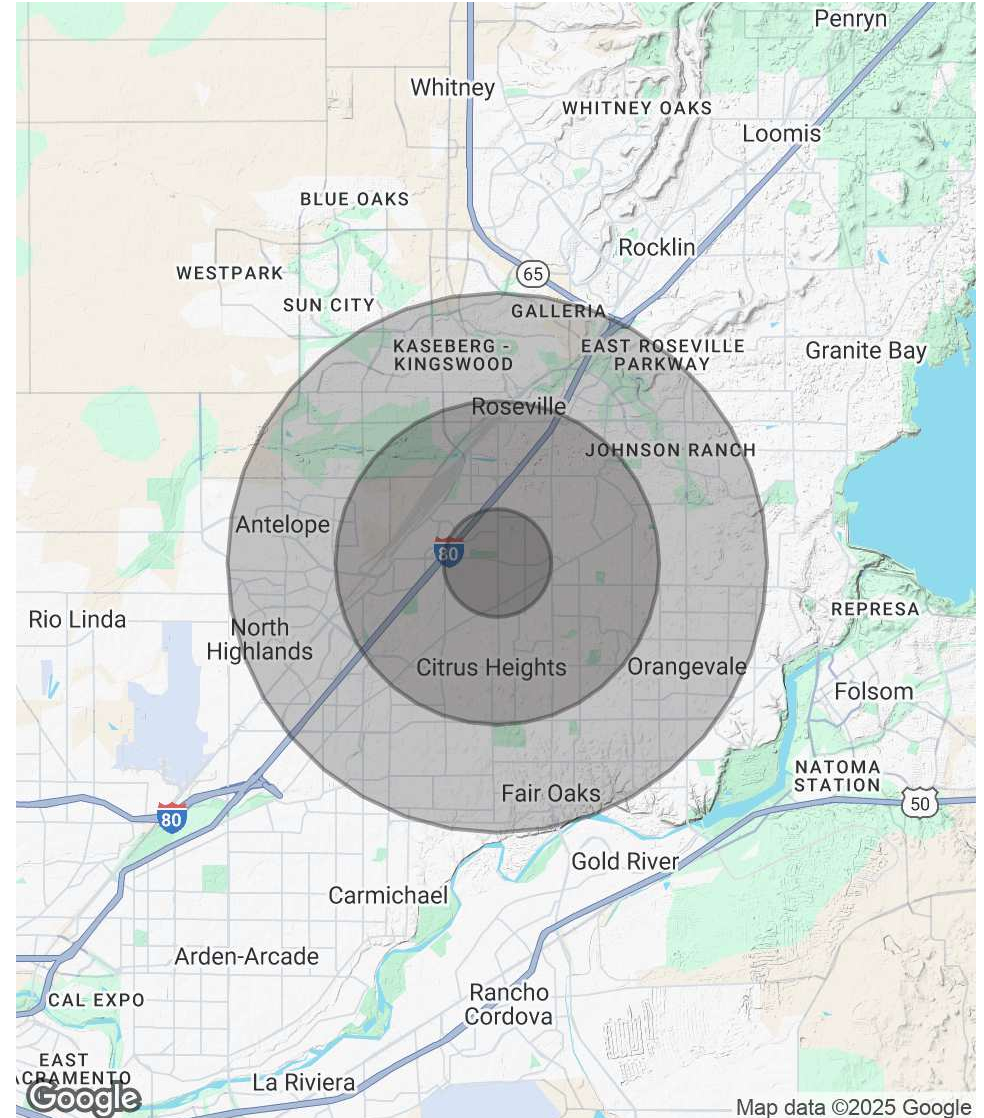 Penryn
Whitney
WHITNEY OAKS
Loomis
BLUE OAKS
Rocklin
WESTPARK
65
SUN CITY
GALLERIA
KASEBERG -
KINGSWOOD
EAST ROSEVILLE
PARKWAY
Granite Bay
Roseville
JOHNSON RANCH
Antelope
80
REPRESA
Rio Linda
North
Highlands
Citrus Heights
Orangevale
Folsom
NATOMA
STATION
Fair Oaks
50
80
Gold River
Carmichael
Arden-Arcade
CAL EXPO
Rancho
Cordova
EAST
ACRAMENTO
La Riviera
Google
Map data ©2025 Google